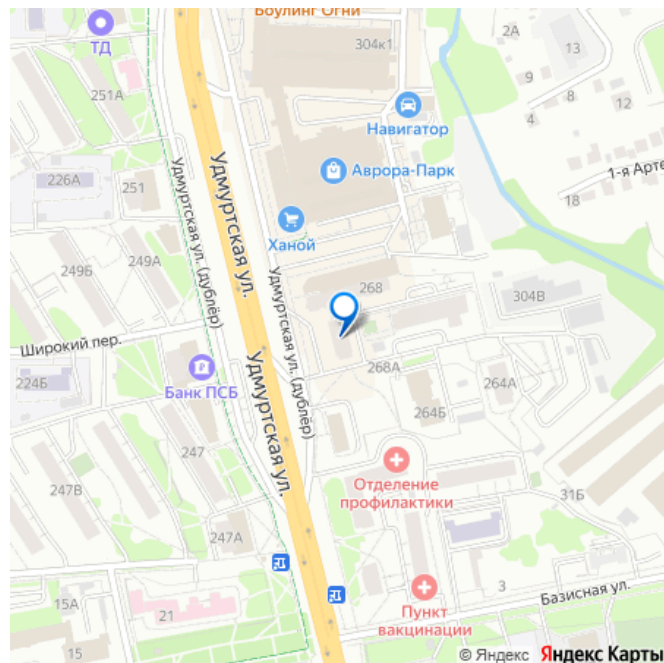 Боулинг Огни
ТД
304к1
2А
13
9
251А
8
Навигатор
12
4
Аврора-Парк
Удмуртская ул. (дублёр)
Удмуртская ул.
1-я Арте
226А
251
18
Ханой
249Б
249А
Удмуртская ул. (дублёр)
268
304В
Широкий пер.
224Б
Банк ПСБ
Удмуртская ул.
268А
264А
264Б
247
Отделение
профилактики
247В
31Б
247А
15А
21
3
Базисная ул.
Пункт
вакцинации
15
© Яндекс Яндекс Карты